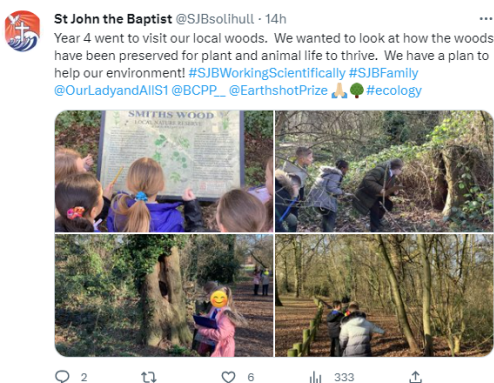 St John the Baptist @SJBsolihull · 14h
Year 4 went to visit our local woods. We wanted to look at how the woods
have been preserved for plant and animal life to thrive. We have a plan to
help our environment! #SJBWorkingScientifically #SJBFamily
@OurLadyandAllS1 @BCPP__ @EarthshotPrize 🙏🏻🌳#ecology
SMITHS WOOD
LOCAL NATURE RESERVE
2
6
333